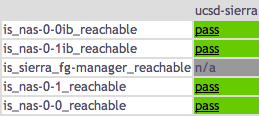 ucsd-sierra
is_nas-0-0ib_reachable pass
is_nas-0-1ib_reachable pass
is_sierra_fg-manager_reachable n/a
is_nas-0-1_reachable pass
is_nas-0-0_reachable pass